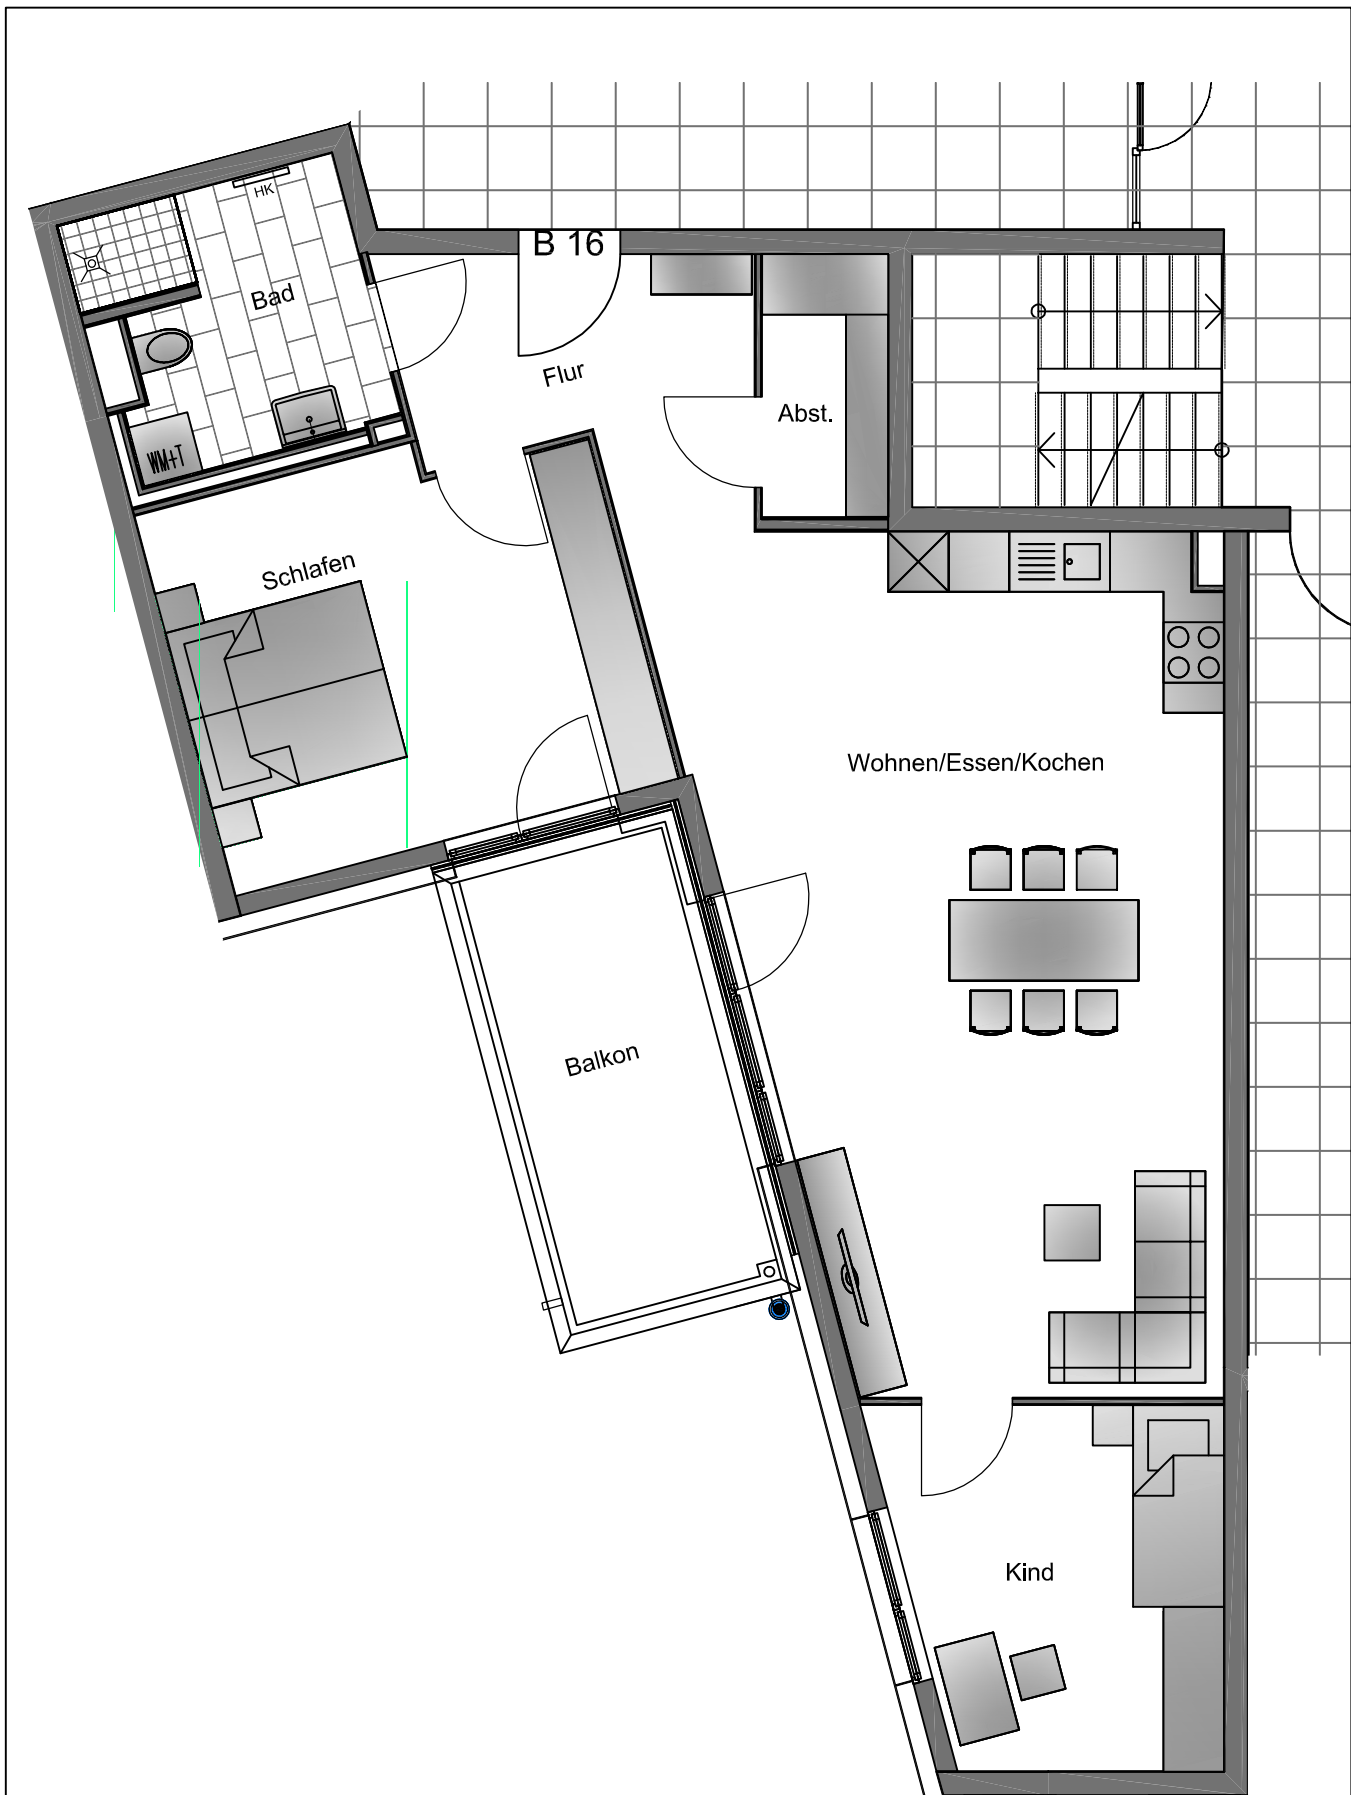 HK
B 16
Bad
Flur
Abst.
WM+T
Schlafen
Wohnen/Essen/Kochen
Balkon
Kind